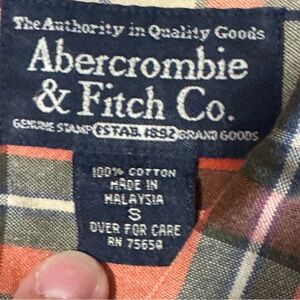 The Authority in Quality Goods
Abercrombie
& Fitch Co.
GENUINE STAMP ESTAB. 1892 BRAND GOODS
100% COTTON
MADE IN
MALAYSIA
S
OVER FOR CARE
RN 75654